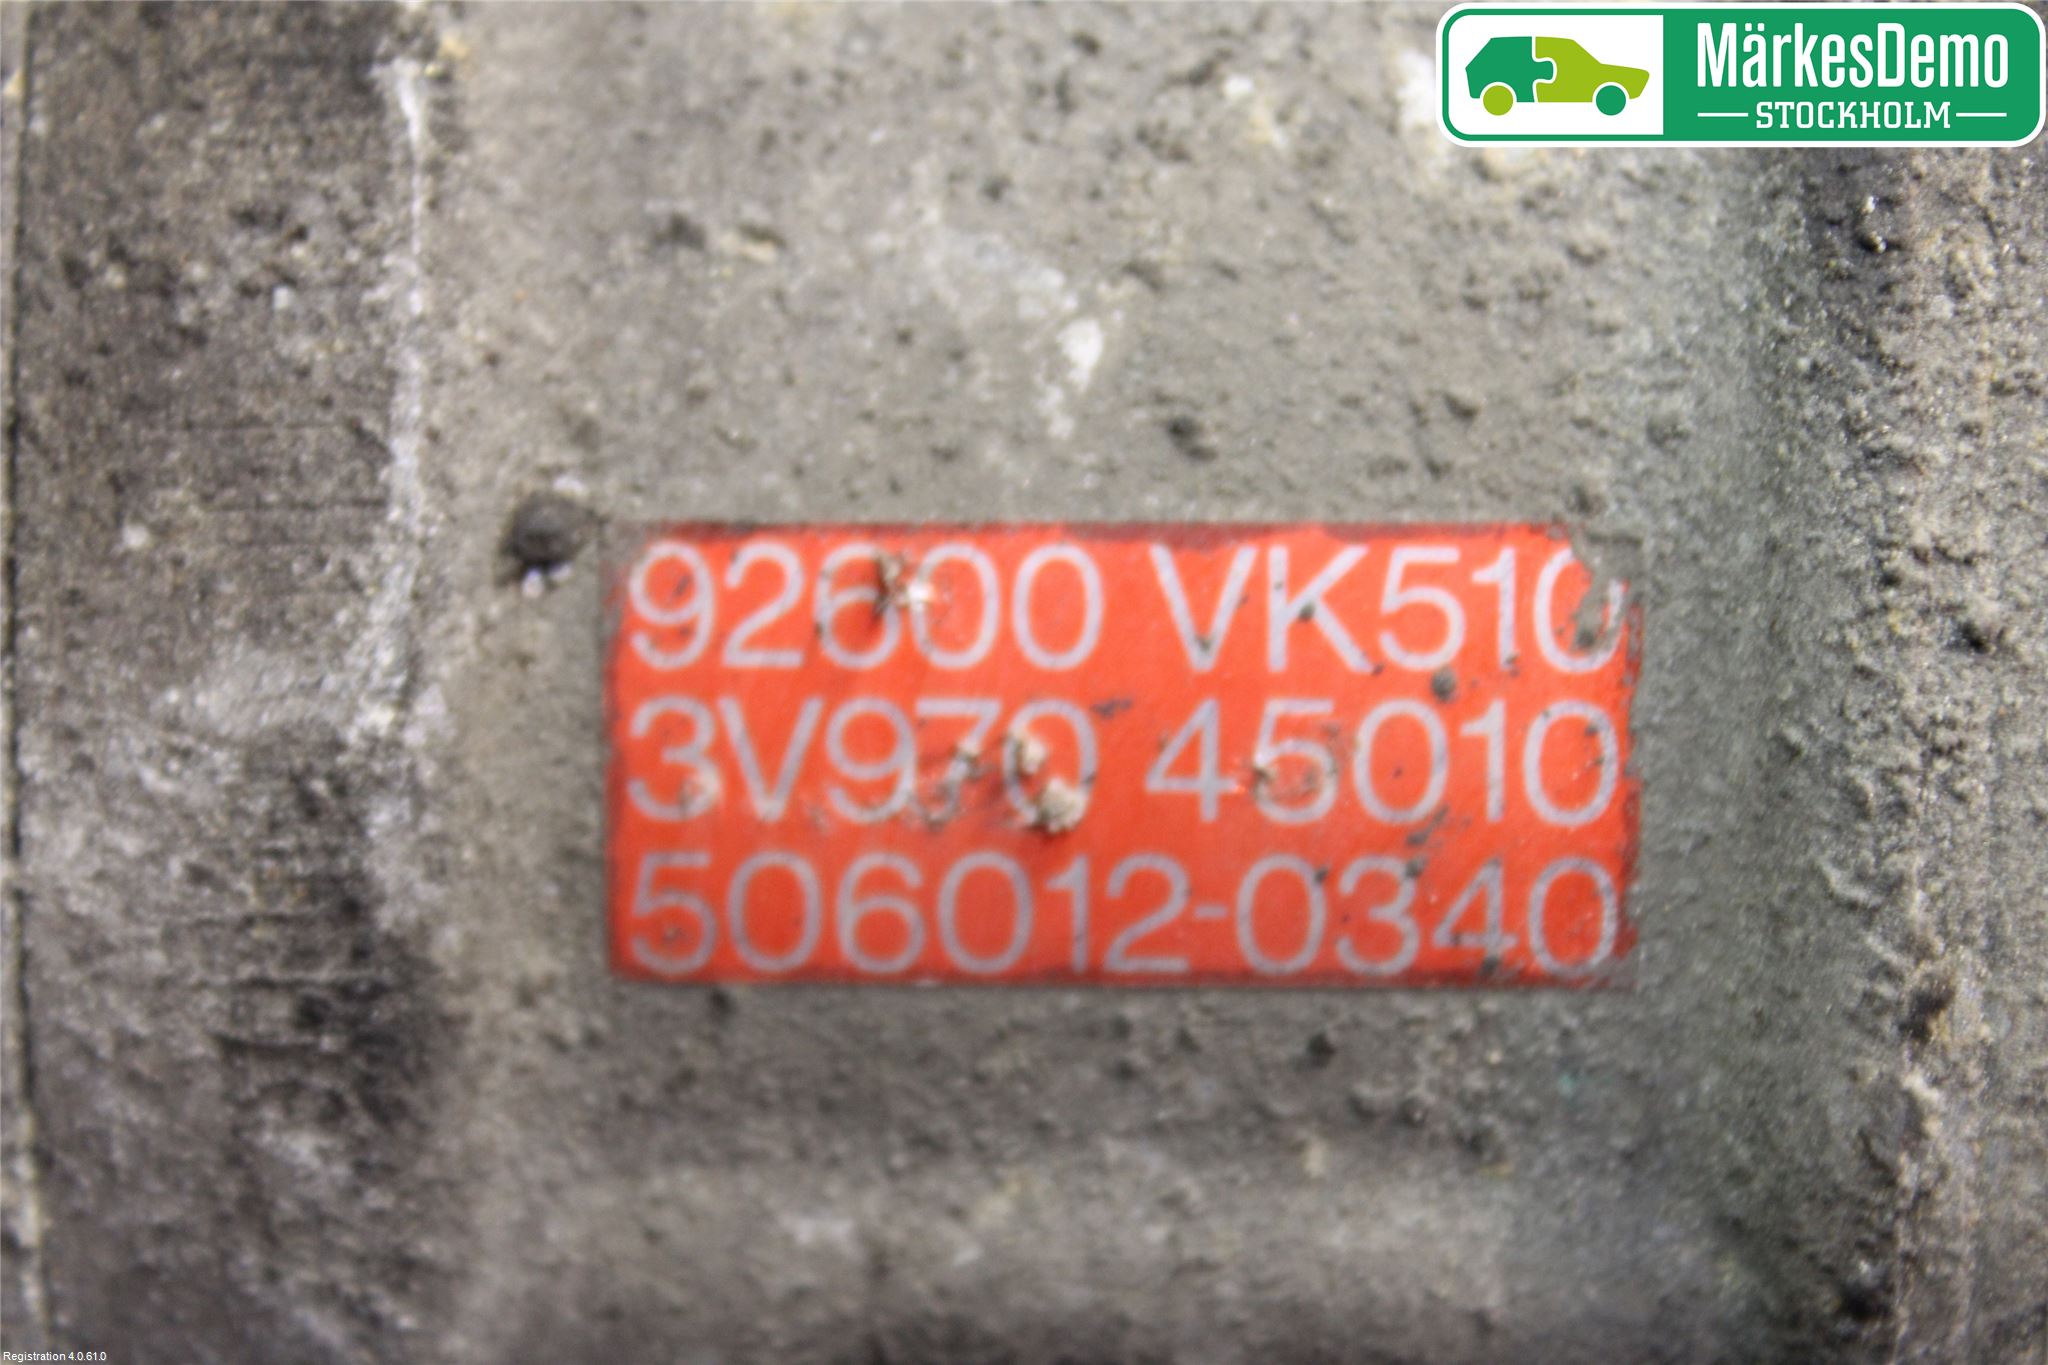 MärkesDemo
STOCKHOLM
92600 VK510
3V970 45010
506012-0340
Registration 4.0.61.0